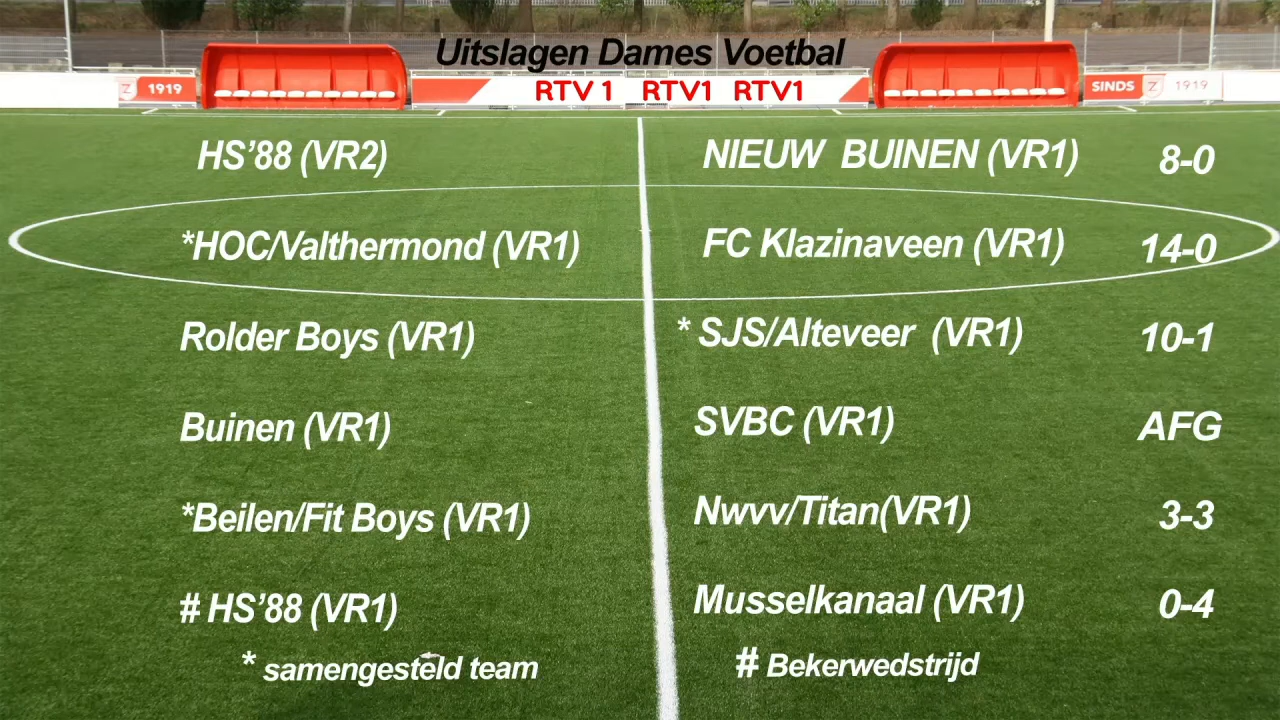 Uitslagen Dames Voetbal
1919 RTV 1 RTV1 RTV1 SINDS 1919
HS’88 (VR2) NIEUW BUINEN (VR1) 8-0
*HOC/Valthermond (VR1) FC Klazinaveen (VR1) 14-0
Rolder Boys (VR1) * SJS/Alteveer (VR1) 10-1
Buinen (VR1) SVBC (VR1) AFG
*Beilen/Fit Boys (VR1) Nwvv/Titan(VR1) 3-3
# HS’88 (VR1) Musselkanaal (VR1) 0-4
* samengesteld team # Bekerwedstrijd